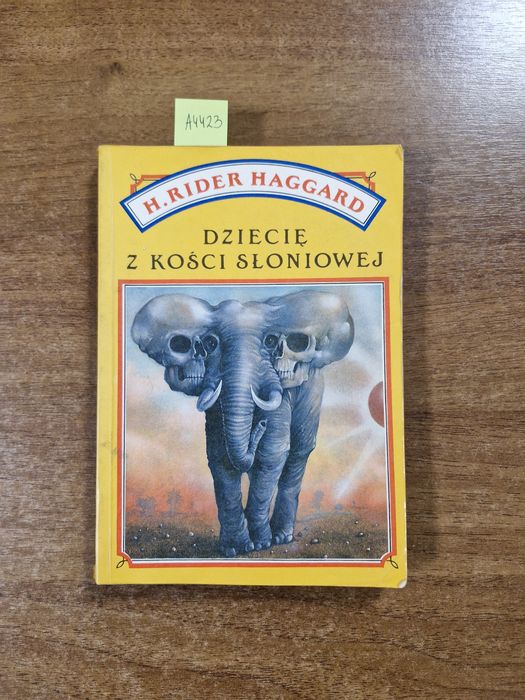 A4423
H. RIDER HAGGARD
DZIECIĘ
Z KOŚCI SŁONIOWEJ